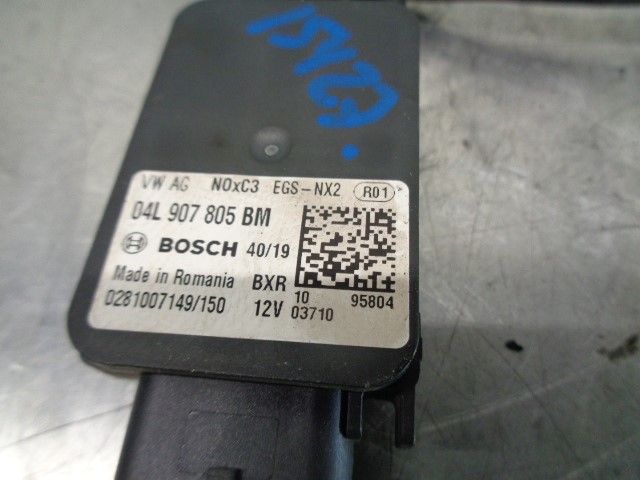 VW AG NOxC3 EGS-NX2 R01
04L 907 805 BM
BOSCH 40/19
Made in Romania BXR
0281007149/150 12V
10 95804
03710